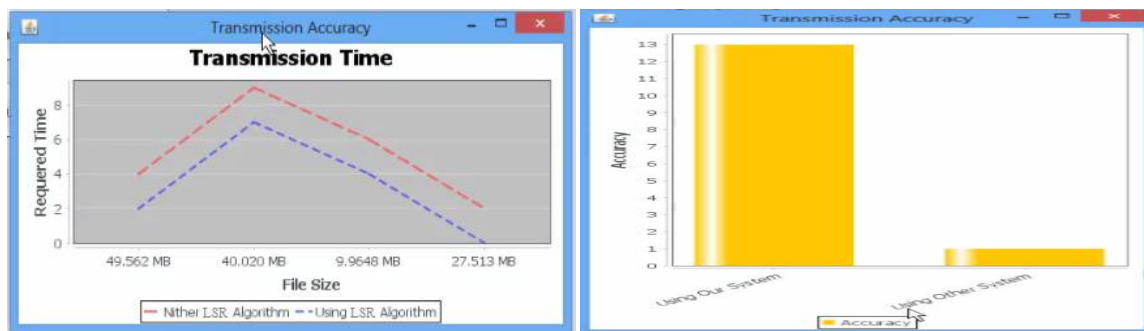 Transmission Accuracy
Transmission Time
Requered Time
8
6
4
2
0
49.562 MB 40.020 MB 9.9648 MB 27.513 MB
File Size
Nither LSR Algorithm Using LSR Algorithm
Transmission Accuracy
Accuracy
13
12
11
10
9
8
7
6
5
4
3
2
1
0
Using Our System
Using Other System
Accuracy